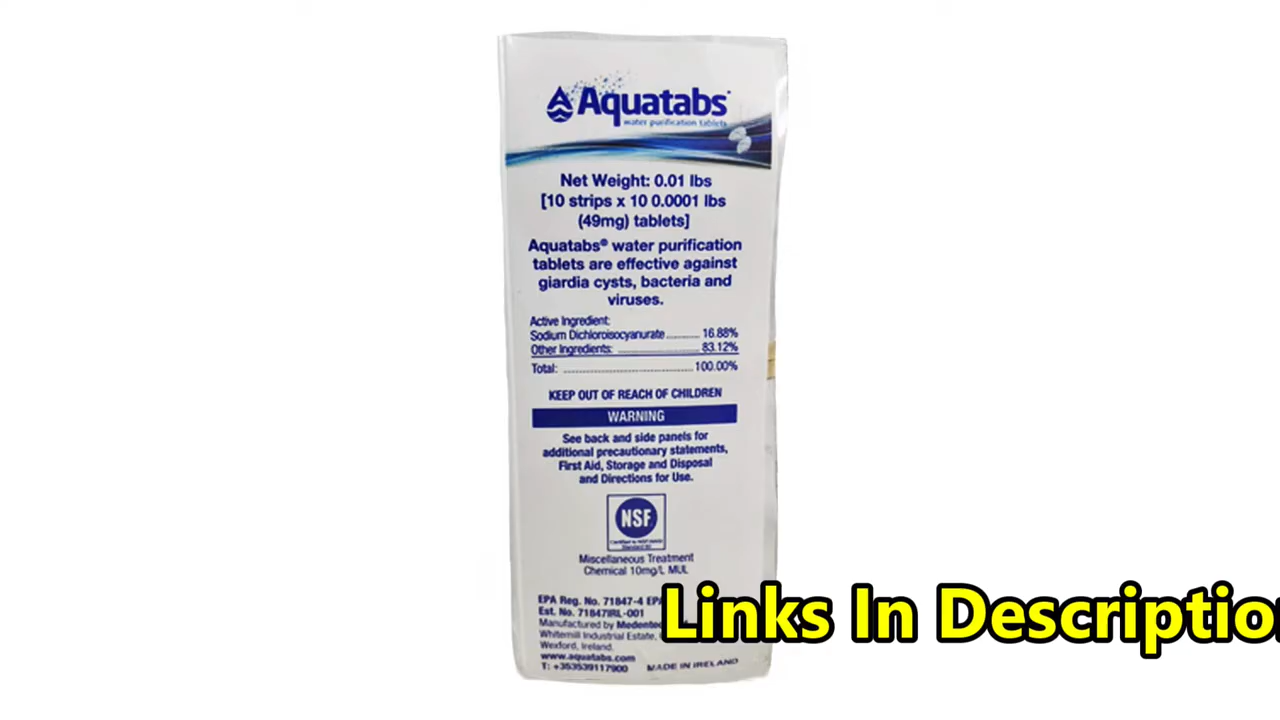 Aquatabs
water purification tablets
Net Weight: 0.01 lbs
[10 strips x 10 0.0001 lbs
(49mg) tablets]
Aquatabs® water purification
tablets are effective against
giardia cysts, bacteria and
viruses.
Active Ingredient:
Sodium Dichloroisocyanurate ........ 16.88%
Other Ingredients: .................... 83.12%
Total: ................................ 100.00%
KEEP OUT OF REACH OF CHILDREN
WARNING
See back and side panels for
additional precautionary statements,
First Aid, Storage and Disposal
and Directions for Use.
NSF
Miscellaneous Treatment
Chemical 10mg/L MUL
EPA Reg. No. 71847-4
Est. No. 71847IRL-001
Manufactured by
Whitemill Industrial Estate,
Wexford, Ireland.
www.aquatabs.com
T: +353539117900 MADE IN IRELAND
Links In Descriptio